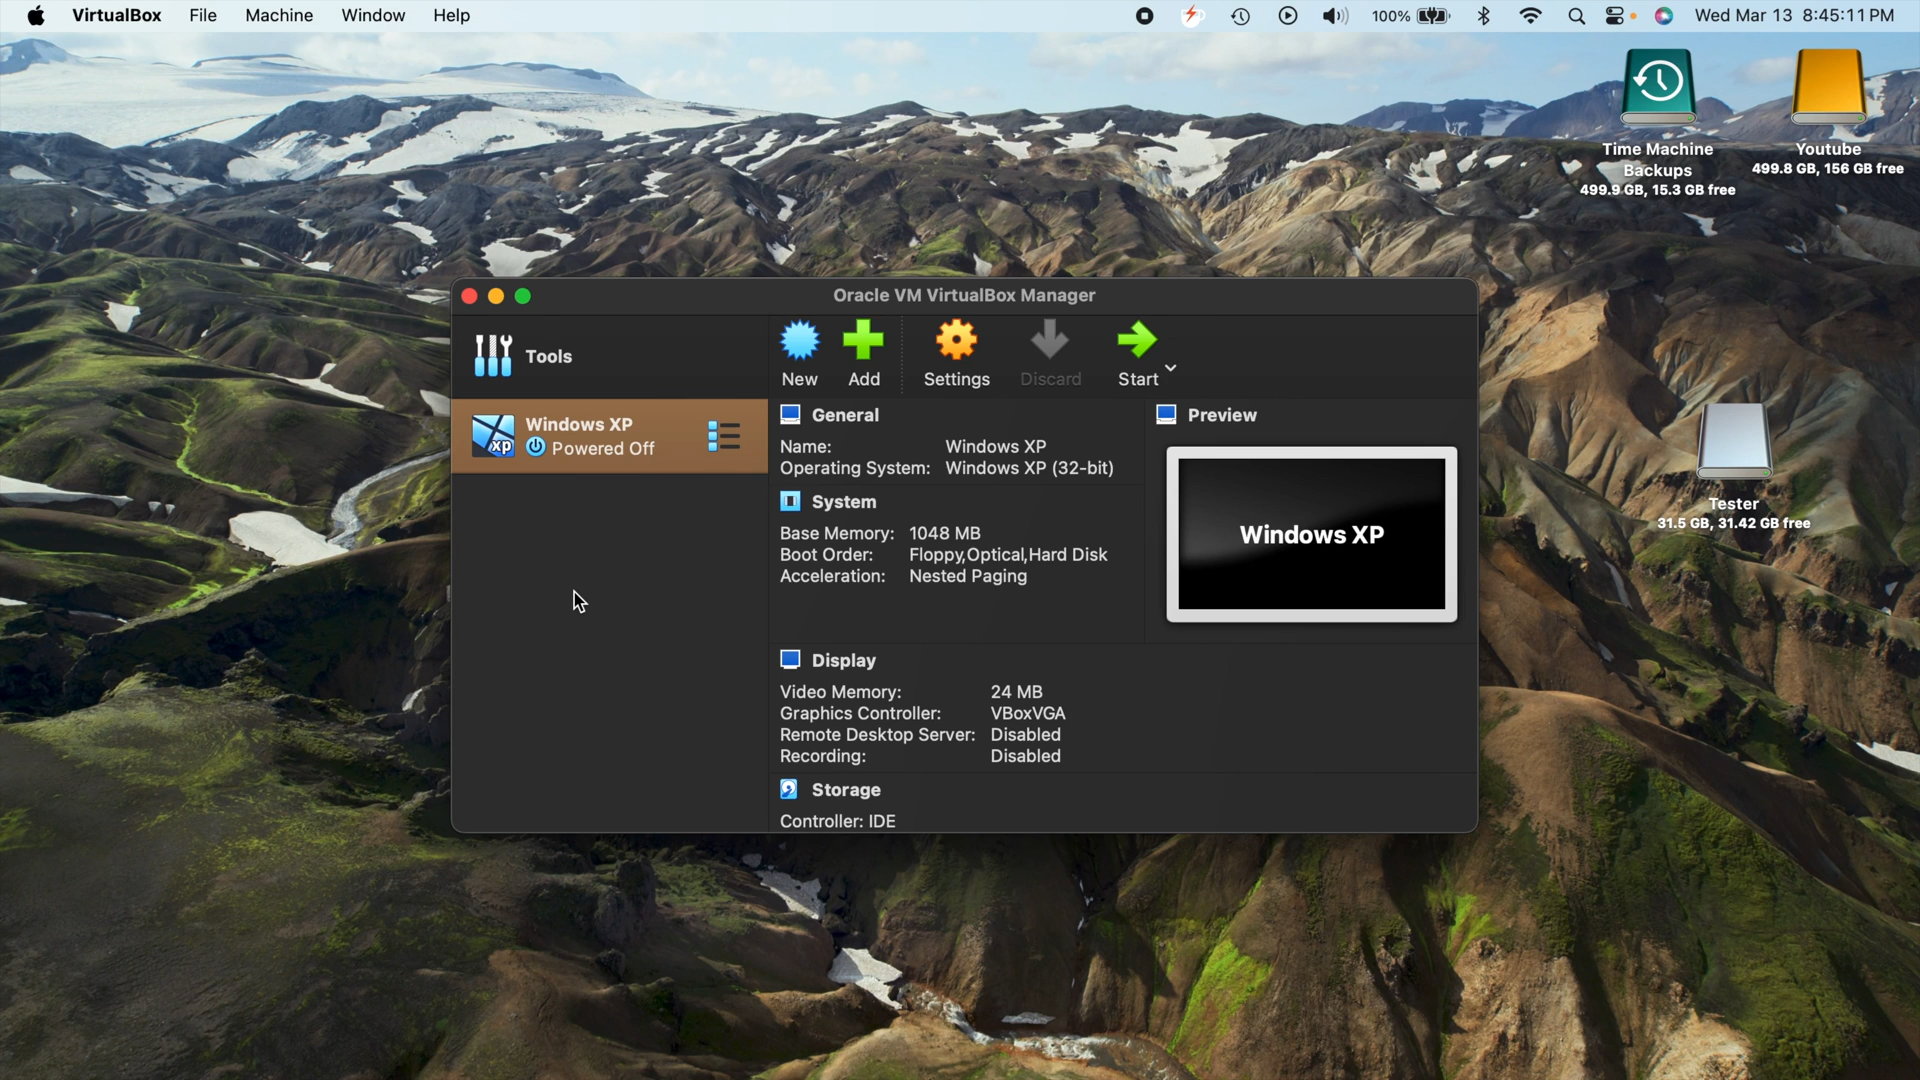 VirtualBox File Machine Window Help 100% Wed Mar 13 8:45:11 PM
Time Machine
Backups
499.9 GB, 15.3 GB free
Youtube
499.8 GB, 156 GB free
Tester
31.5 GB, 31.42 GB free
Oracle VM VirtualBox Manager
Tools
New Add Settings Discard Start
xp
Windows XP
Powered Off
General
Name: Windows XP
Operating System: Windows XP (32-bit)
System
Base Memory: 1048 MB
Boot Order: Floppy,Optical,Hard Disk
Acceleration: Nested Paging
Preview
Windows XP
Display
Video Memory: 24 MB
Graphics Controller: VBoxVGA
Remote Desktop Server: Disabled
Recording: Disabled
Storage
Controller: IDE